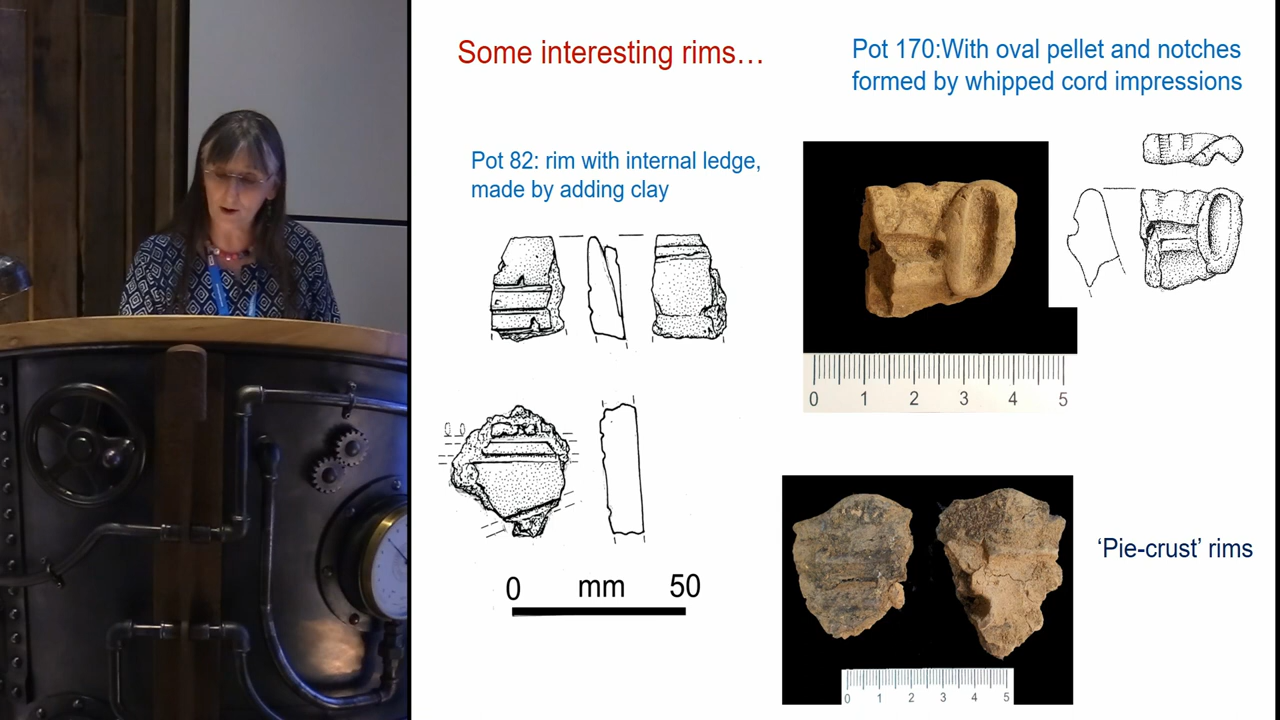 Some interesting rims…
Pot 170:With oval pellet and notches
formed by whipped cord impressions
Pot 82: rim with internal ledge,
made by adding clay
0 1 2 3 4 5
‘Pie-crust’ rims
0 mm 50
0 1 2 3 4 5